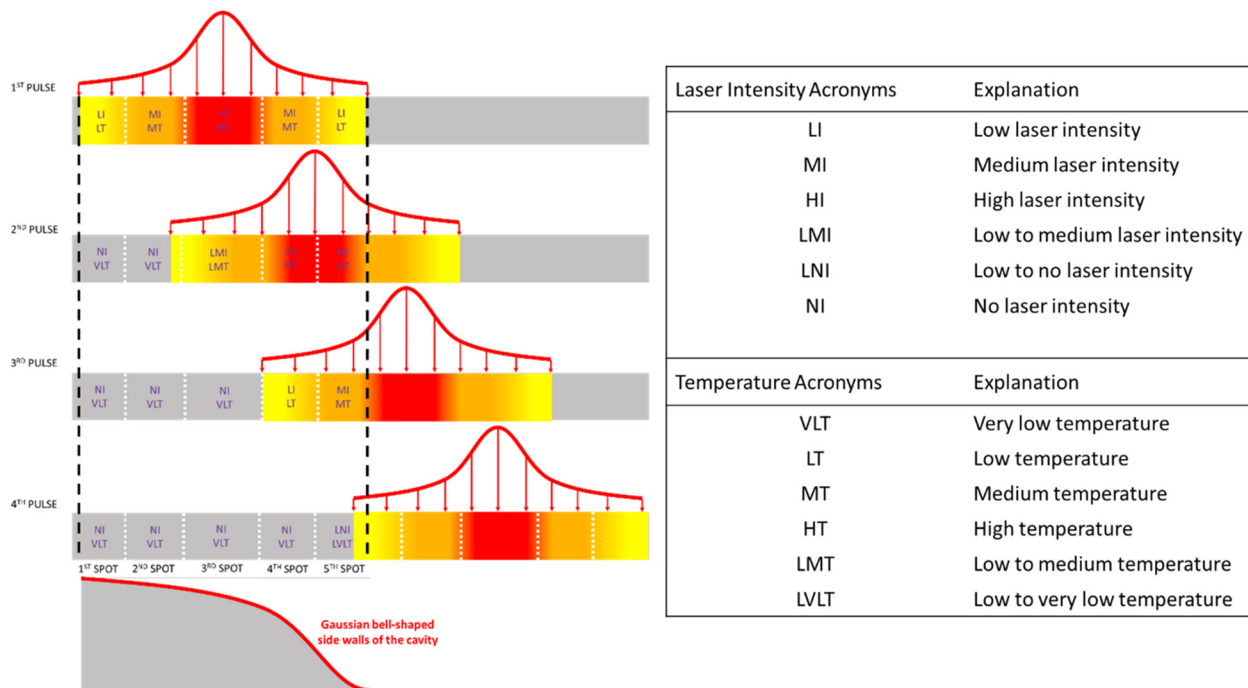 1ST PULSE
LI MI HI MI LI
LT MT HT MT LT
2ND PULSE
NI NI LMI HI HI
VLT VLT LMT HT HT
3RD PULSE
NI NI NI LI MI
VLT VLT VLT LT MT
4TH PULSE
NI NI NI NI LNI
VLT VLT VLT VLT LVLT
1ST SPOT 2ND SPOT 3RD SPOT 4TH SPOT 5TH SPOT
Gaussian bell-shaped
side walls of the cavity
Laser Intensity Acronyms Explanation
LI Low laser intensity
MI Medium laser intensity
HI High laser intensity
LMI Low to medium laser intensity
LNI Low to no laser intensity
NI No laser intensity
Temperature Acronyms Explanation
VLT Very low temperature
LT Low temperature
MT Medium temperature
HT High temperature
LMT Low to medium temperature
LVLT Low to very low temperature